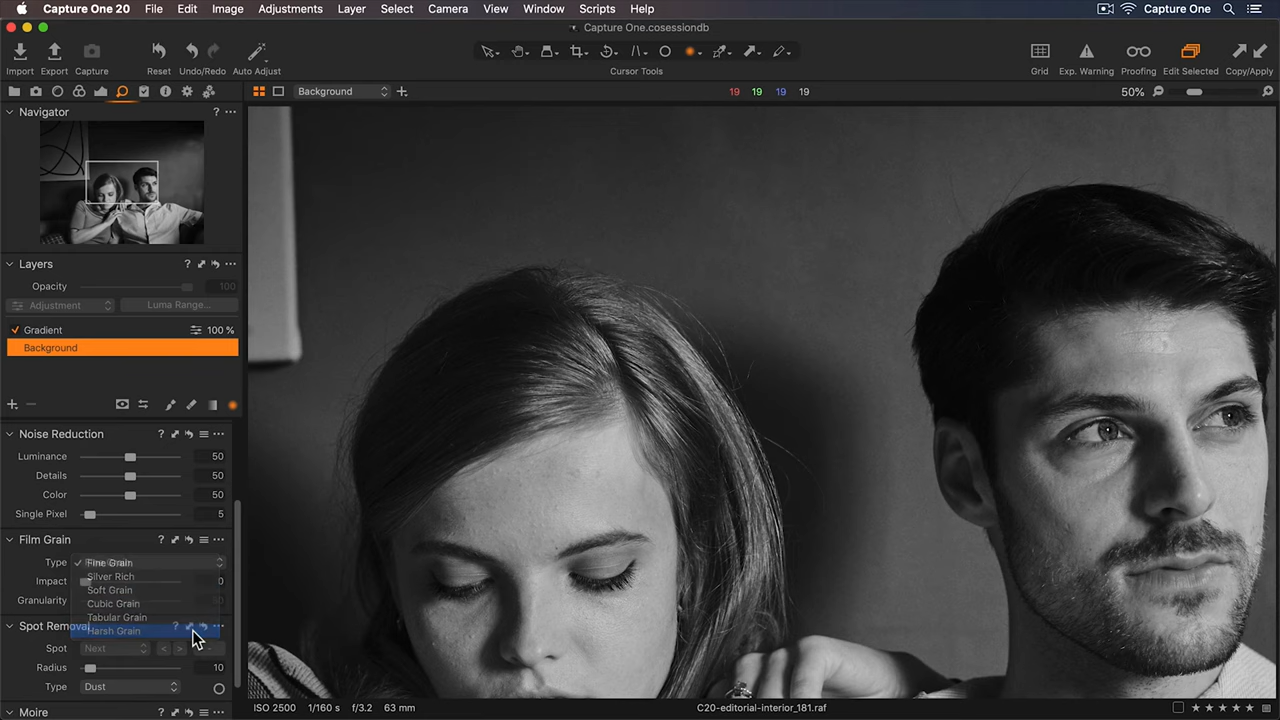 Capture One 20 File Edit Image Adjustments Layer Select Camera View Window Scripts Help Capture One
Capture One.cosessiondb
Import Export Capture Reset Undo/Redo Auto Adjust Cursor Tools Grid Exp. Warning Proofing Edit Selected Copy/Apply
Background 19 19 19 19 50%
Navigator ?
Layers ?
Opacity 100
Adjustment Luma Range...
Gradient 100 %
Background
Noise Reduction ?
Luminance 50
Details 50
Color 50
Single Pixel 5
Film Grain ?
Type Fine Grain
Silver Rich
Impact 0
Soft Grain
Granularity
Cubic Grain
Tabular Grain
Spot Removal ?
Harsh Grain
Spot Next < >
Radius 10
Type Dust
Moire ?
ISO 2500 1/160 s f/3.2 63 mm C20-editorial-interior_181.raf